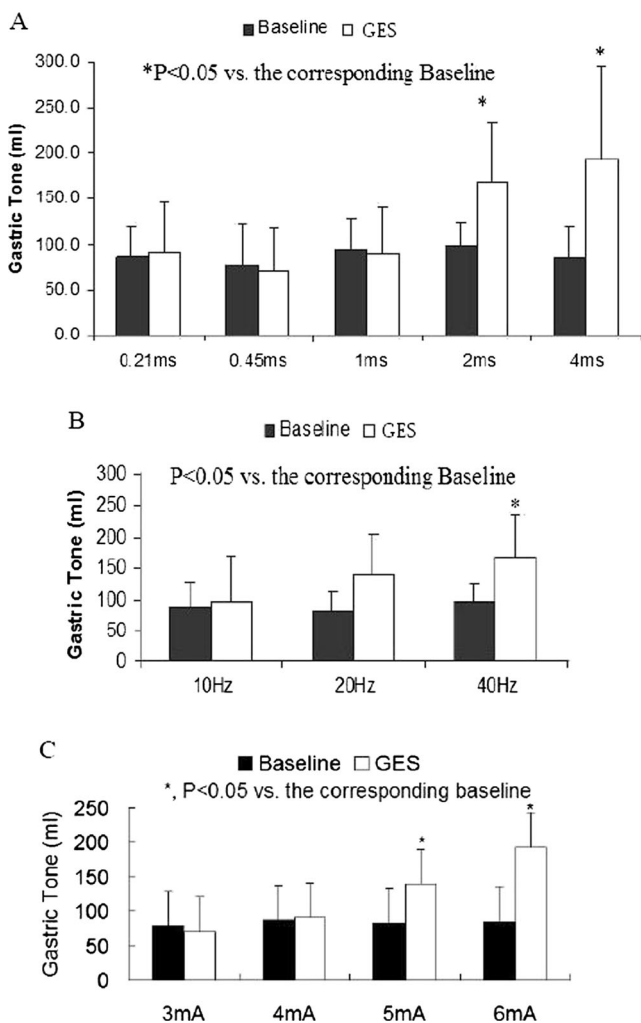 A
Baseline GES
*P<0.05 vs. the corresponding Baseline
*
*
Gastric Tone (ml)
300.0
250.0
200.0
150.0
100.0
50.0
0.0
0.21ms 0.45ms 1ms 2ms 4ms
B
Baseline GES
P<0.05 vs. the corresponding Baseline
*
Gastric Tone (ml)
300
250
200
150
100
50
0
10Hz 20Hz 40Hz
C
Baseline GES
*, P<0.05 vs. the corresponding baseline
*
*
Gastric Tone (ml)
250
200
150
100
50
0
3mA 4mA 5mA 6mA